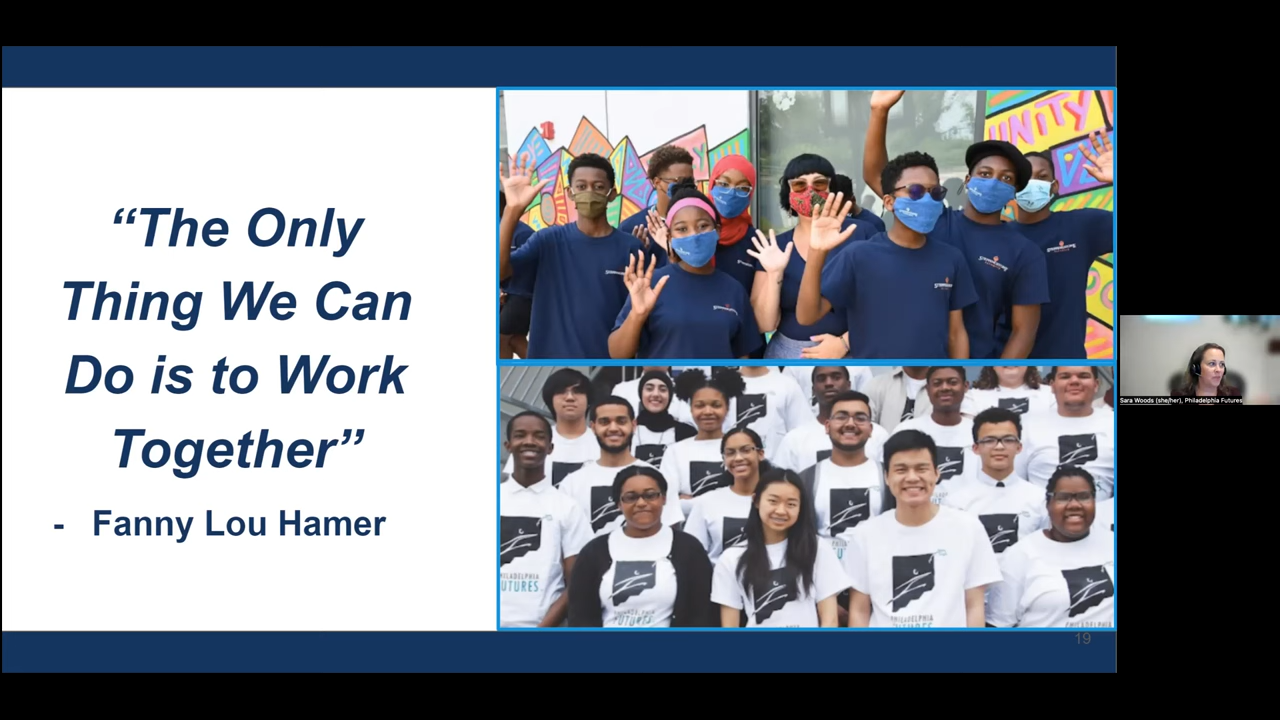 “The Only
Thing We Can
Do is to Work
Together”
- Fanny Lou Hamer
UNITY
PHILADELPHIA
FUTURES
19
Sara Woods (she/her), Philadelphia Futures